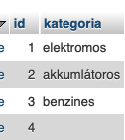 id kategoria
e 1 elektromos
e 2 akkumlátoros
e 3 benzines
e 4